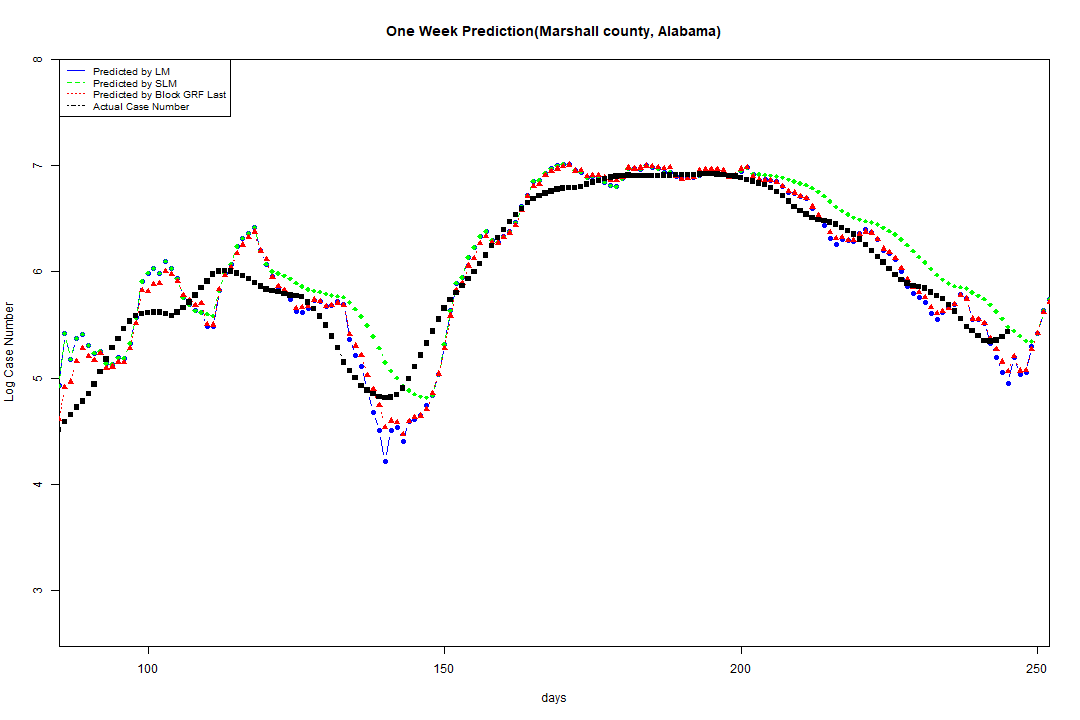 One Week Prediction(Marshall county, Alabama)
Predicted by LM
Predicted by SLM
Predicted by Block GRF Last
Actual Case Number
8
7
6
5
4
3
Log Case Number
100
150
200
250
days